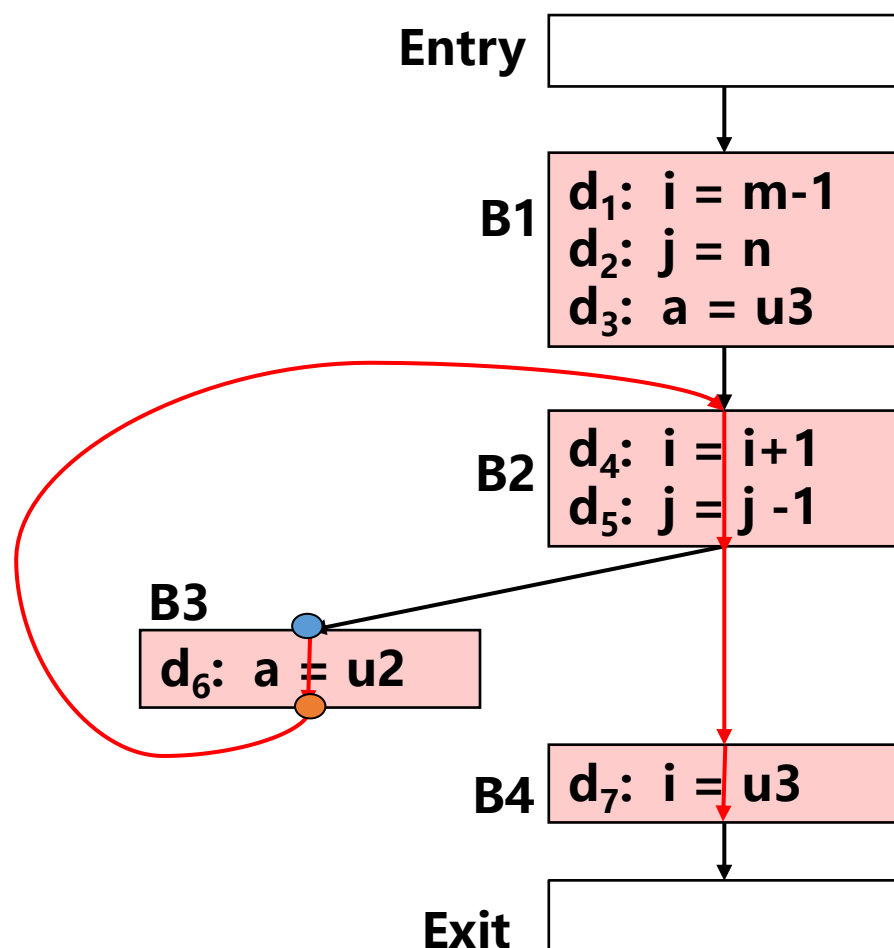 Entry
B1
d₁: i = m-1
d₂: j = n
d₃: a = u3
B2
d₄: i = i+1
d₅: j = j -1
B3
d₆: a = u2
B4
d₇: i = u3
Exit